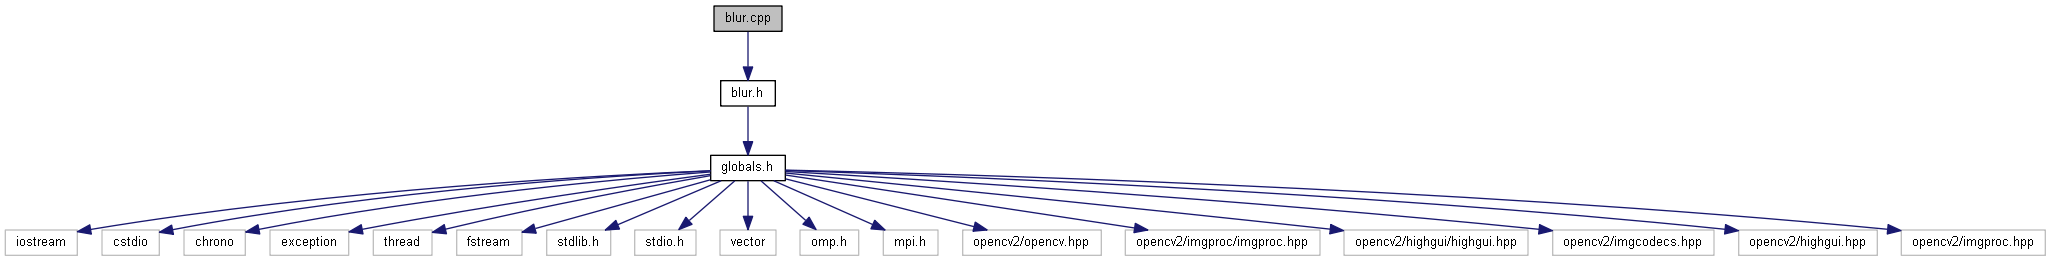 blur.cpp
blur.h
globals.h
iostream
cstdio
chrono
exception
thread
fstream
stdlib.h
stdio.h
vector
omp.h
mpi.h
opencv2/opencv.hpp
opencv2/imgproc/imgproc.hpp
opencv2/highgui/highgui.hpp
opencv2/imgcodecs.hpp
opencv2/highgui.hpp
opencv2/imgproc.hpp